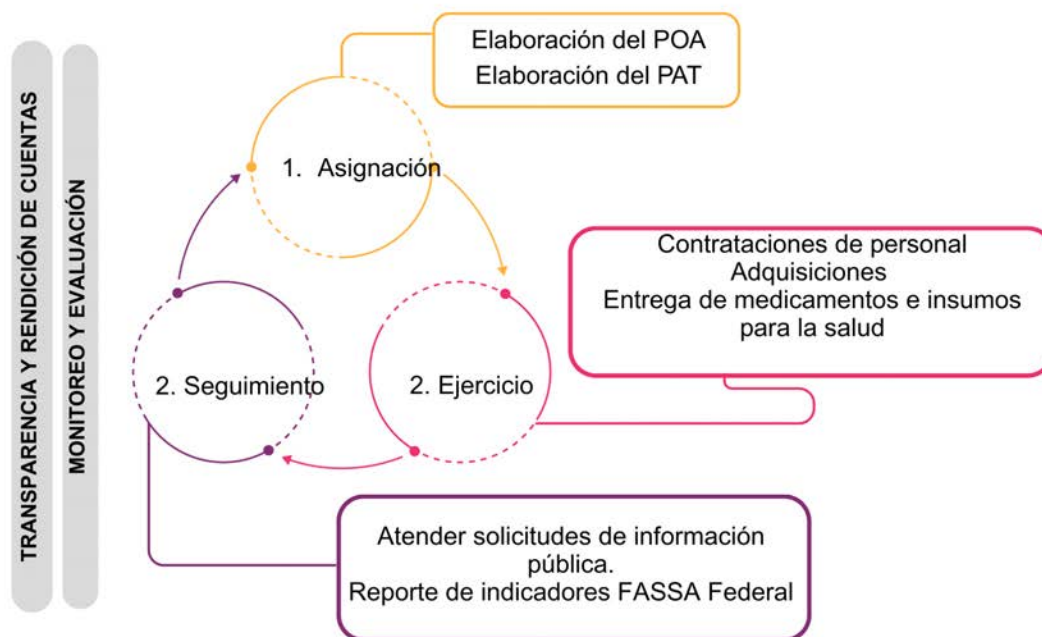 TRANSPARENCIA Y RENDICIÓN DE CUENTAS
MONITOREO Y EVALUACIÓN
Elaboración del POA
Elaboración del PAT
1. Asignación
Contrataciones de personal
Adquisiciones
Entrega de medicamentos e insumos
para la salud
2. Seguimiento
2. Ejercicio
Atender solicitudes de información
pública.
Reporte de indicadores FASSA Federal